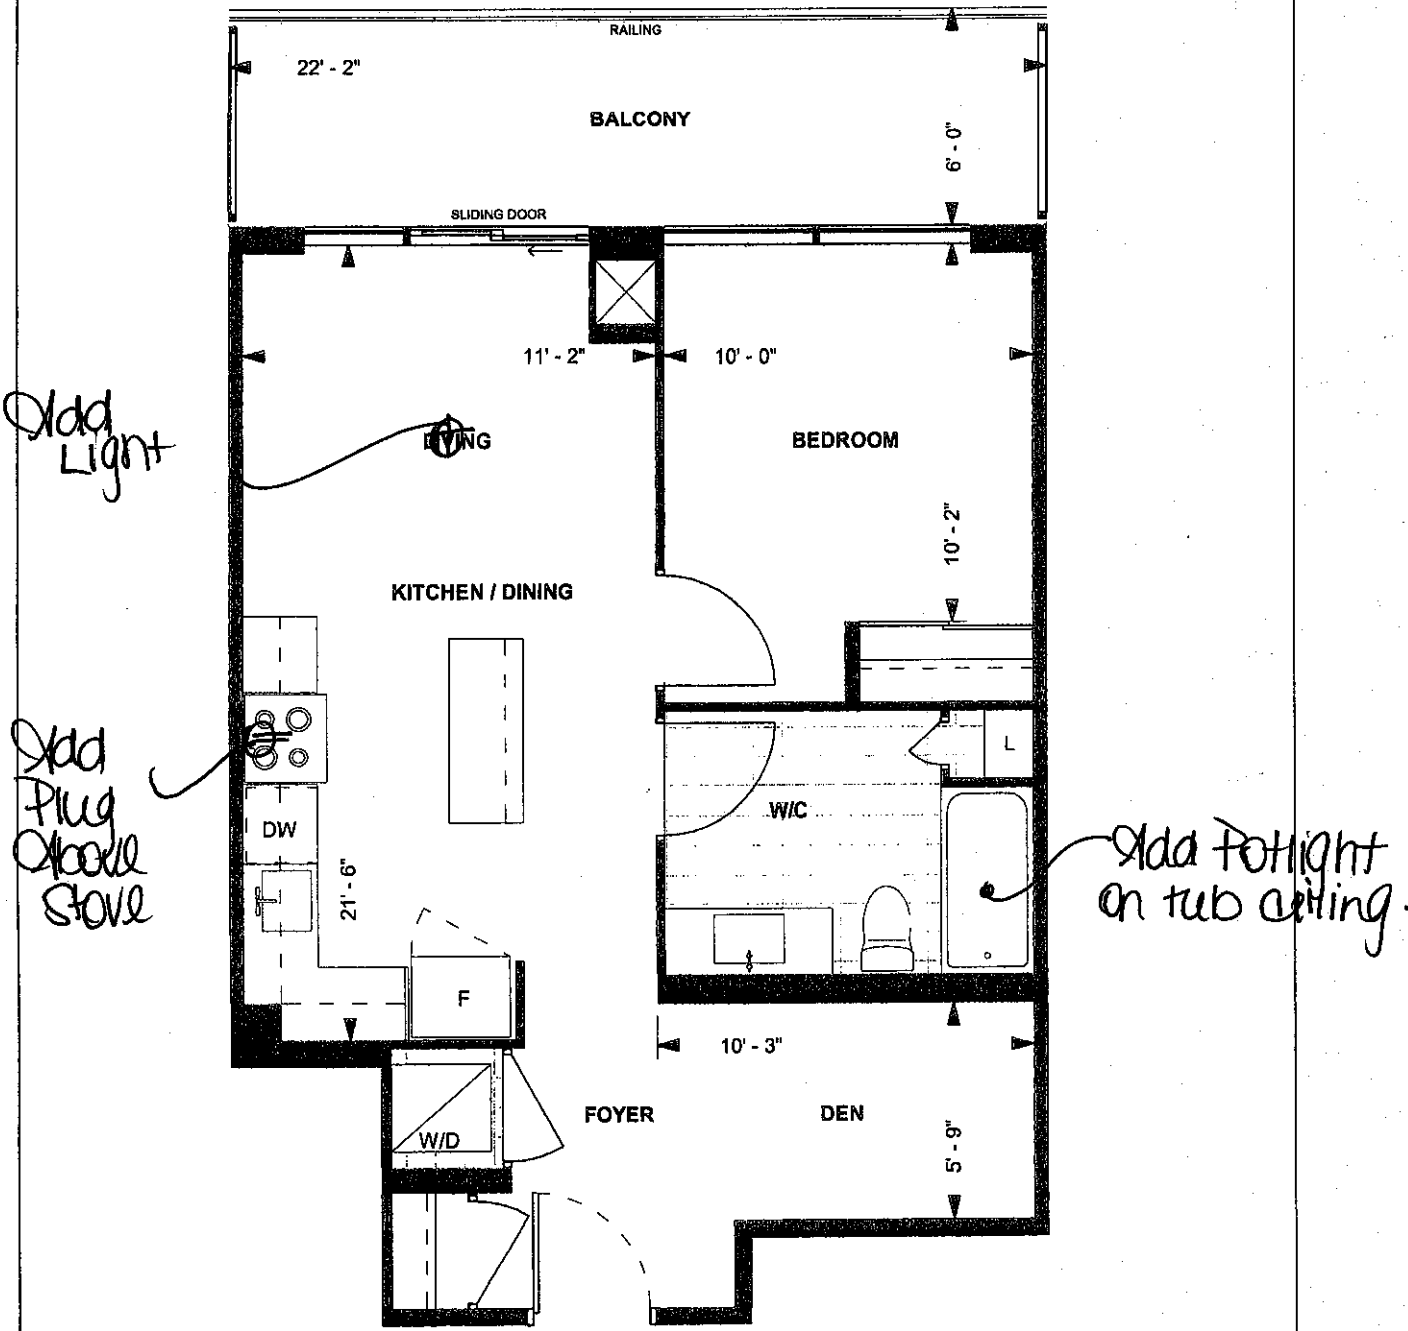 RAILING
22' - 2"
BALCONY
6' - 0"
SLIDING DOOR
11' - 2"
10' - 0"
Add
Light
LIVING
BEDROOM
10' - 2"
KITCHEN / DINING
L
Add
Plug
Above
Stove
W/C
DW
Add Potlight
on tub ceiling.
21' - 6"
F
10' - 3"
FOYER
DEN
W/D
5' - 9"